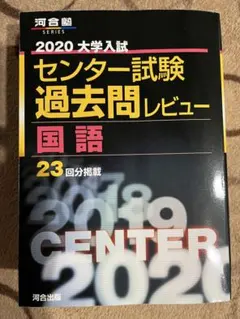 河合塾
SERIES
2020 大学入試
センター試験
過去問レビュー
国語
23回分掲載
2018
2019
CENTER
2020
河合出版